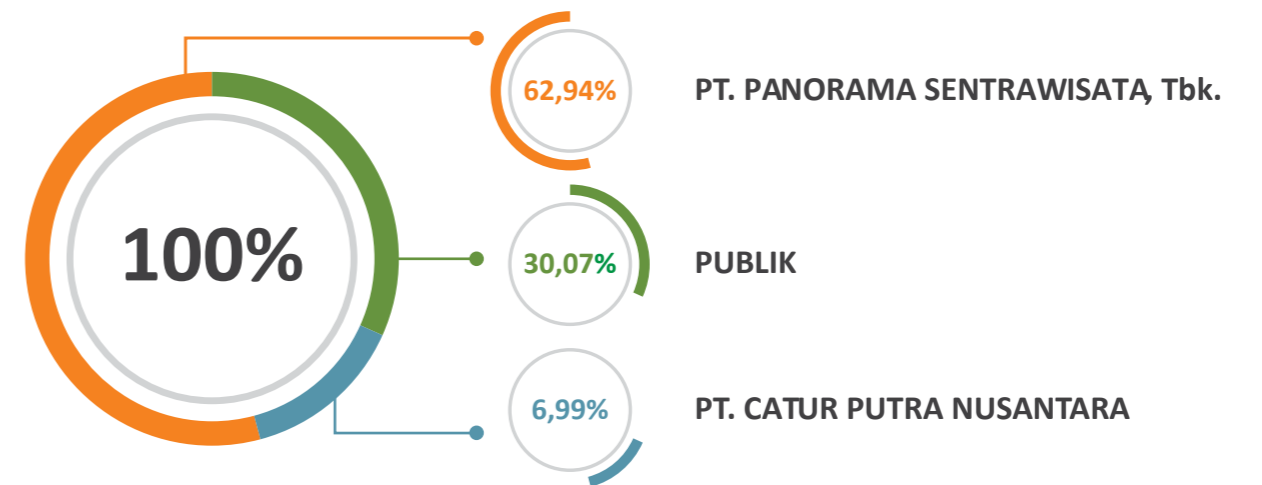 100%
62,94%
PT. PANORAMA SENTRAWISATA, Tbk.
30,07%
PUBLIK
6,99%
PT. CATUR PUTRA NUSANTARA